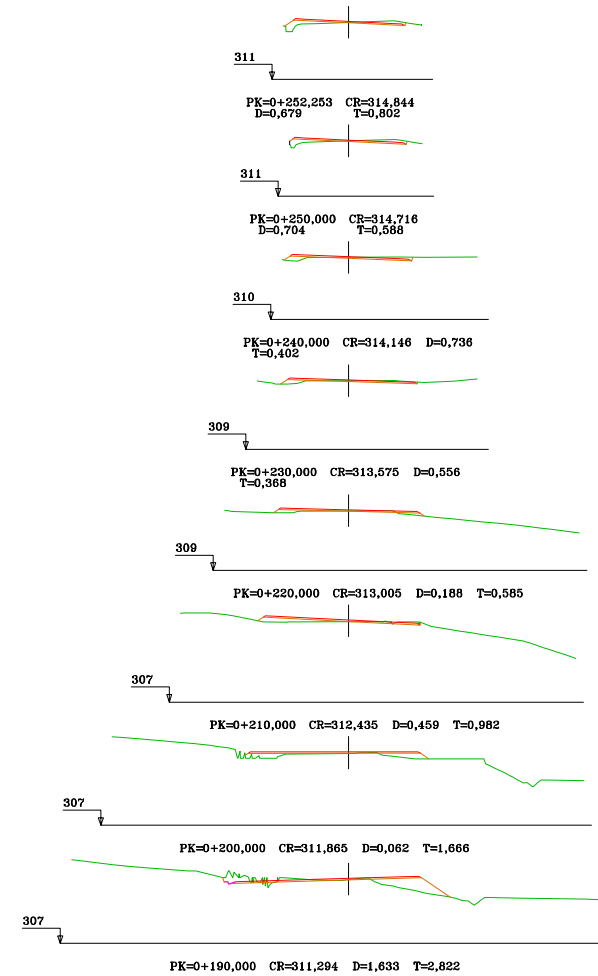 311
PK=0+252,253 CR=314,844
D=0,679 T=0,802
311
PK=0+250,000 CR=314,716
D=0,704 T=0,588
310
PK=0+240,000 CR=314,146 D=0,736
T=0,402
309
PK=0+230,000 CR=313,575 D=0,556
T=0,368
309
PK=0+220,000 CR=313,005 D=0,188 T=0,585
307
PK=0+210,000 CR=312,435 D=0,459 T=0,982
307
PK=0+200,000 CR=311,865 D=0,062 T=1,666
307
PK=0+190,000 CR=311,294 D=1,633 T=2,822